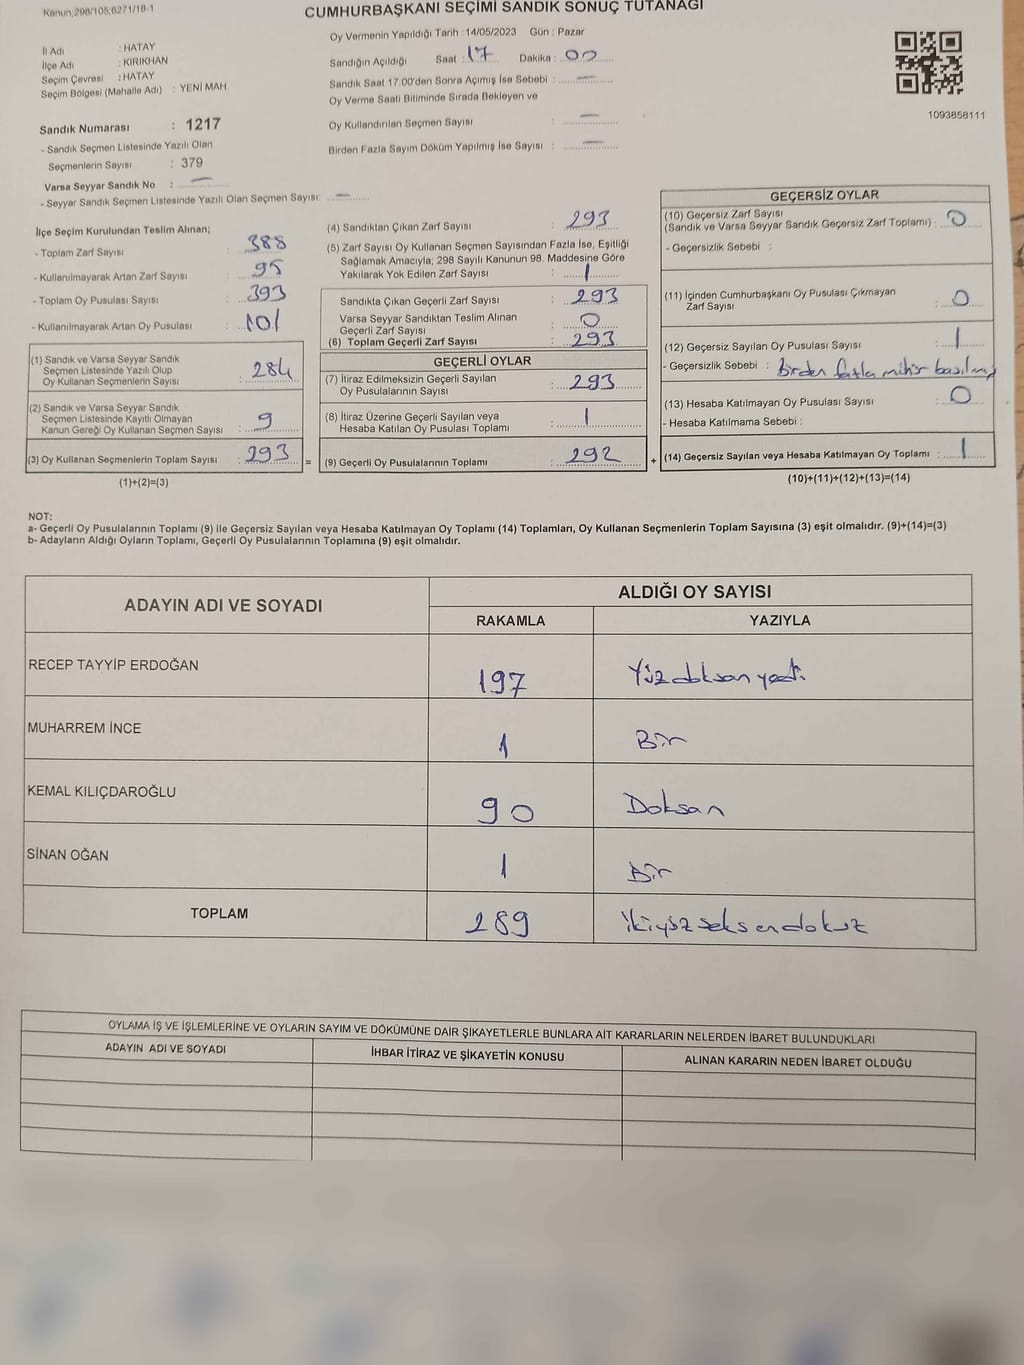 Kanun:298/105,6271/18-1
CUMHURBAŞKANI SEÇİMİ SANDIK SONUÇ TUTANAĞI
Oy Vermenin Yapıldığı Tarih : 14/05/2023 Gün : Pazar
İl Adı : HATAY
İlçe Adı : KIRIKHAN
Seçim Çevresi : HATAY
Seçim Bölgesi (Mahalle Adı) : YENİ MAH.
Sandığın Açıldığı Saat : 17 Dakika : 00
Sandık Saat 17.00'den Sonra Açımış İse Sebebi : —
Oy Verme Saati Bitiminde Sırada Bekleyen ve
Oy Kullandırılan Seçmen Sayısı : —
Birden Fazla Sayım Döküm Yapılmış İse Sayısı : —
1093858111
Sandık Numarası : 1217
- Sandık Seçmen Listesinde Yazılı Olan
Seçmenlerin Sayısı : 379
Varsa Seyyar Sandık No : —
- Seyyar Sandık Seçmen Listesinde Yazılı Olan Seçmen Sayısı: —
İlçe Seçim Kurulundan Teslim Alınan;
- Toplam Zarf Sayısı : 388
- Kullanılmayarak Artan Zarf Sayısı : 95
- Toplam Oy Pusulası Sayısı : 393
- Kullanılmayarak Artan Oy Pusulası : 101
(1) Sandık ve Varsa Seyyar Sandık
Seçmen Listesinde Yazılı Olup
Oy Kullanan Seçmenlerin Sayısı : 284
(2) Sandık ve Varsa Seyyar Sandık
Seçmen Listesinde Kayıtlı Olmayan
Kanun Gereği Oy Kullanan Seçmen Sayısı : 9
(3) Oy Kullanan Seçmenlerin Toplam Sayısı : 293
(1)+(2)=(3)
(4) Sandıktan Çıkan Zarf Sayısı : 293
(5) Zarf Sayısı Oy Kullanan Seçmen Sayısından Fazla İse, Eşitliği
Sağlamak Amacıyla; 298 Sayılı Kanunun 98. Maddesine Göre
Yakılarak Yok Edilen Zarf Sayısı : 1
Sandıkta Çıkan Geçerli Zarf Sayısı : 293
Varsa Seyyar Sandıktan Teslim Alınan
Geçerli Zarf Sayısı : 0
(6) Toplam Geçerli Zarf Sayısı : 293
GEÇERLİ OYLAR
(7) İtiraz Edilmeksizin Geçerli Sayılan
Oy Pusulalarının Sayısı : 293
(8) İtiraz Üzerine Geçerli Sayılan veya
Hesaba Katılan Oy Pusulası Toplamı : 1
= (9) Geçerli Oy Pusulalarının Toplamı : 292 +
GEÇERSİZ OYLAR
(10) Geçersiz Zarf Sayısı
(Sandık ve Varsa Seyyar Sandık Geçersiz Zarf Toplamı) : 0
- Geçersizlik Sebebi :
(11) İçinden Cumhurbaşkanı Oy Pusulası Çıkmayan
Zarf Sayısı : 0
(12) Geçersiz Sayılan Oy Pusulası Sayısı : 1
- Geçersizlik Sebebi : birden fazla mühür basılmış
(13) Hesaba Katılmayan Oy Pusulası Sayısı : 0
- Hesaba Katılmama Sebebi :
(14) Geçersiz Sayılan veya Hesaba Katılmayan Oy Toplamı : 1
(10)+(11)+(12)+(13)=(14)
NOT:
a- Geçerli Oy Pusulalarının Toplamı (9) ile Geçersiz Sayılan veya Hesaba Katılmayan Oy Toplamı (14) Toplamları, Oy Kullanan Seçmenlerin Toplam Sayısına (3) eşit olmalıdır. (9)+(14)=(3)
b- Adayların Aldığı Oyların Toplamı, Geçerli Oy Pusulalarının Toplamına (9) eşit olmalıdır.
ADAYIN ADI VE SOYADI
ALDIĞI OY SAYISI
RAKAMLA YAZIYLA
RECEP TAYYİP ERDOĞAN 197 Yüzdoksanyedi
MUHARREM İNCE 1 Bir
KEMAL KILIÇDAROĞLU 90 Doksan
SİNAN OĞAN 1 Bir
TOPLAM 289 ikiyüzseksendokuz
OYLAMA İŞ VE İŞLEMLERİNE VE OYLARIN SAYIM VE DÖKÜMÜNE DAİR ŞİKAYETLERLE BUNLARA AİT KARARLARIN NELERDEN İBARET BULUNDUKLARI
ADAYIN ADI VE SOYADI İHBAR İTİRAZ VE ŞİKAYETİN KONUSU ALINAN KARARIN NEDEN İBARET OLDUĞU